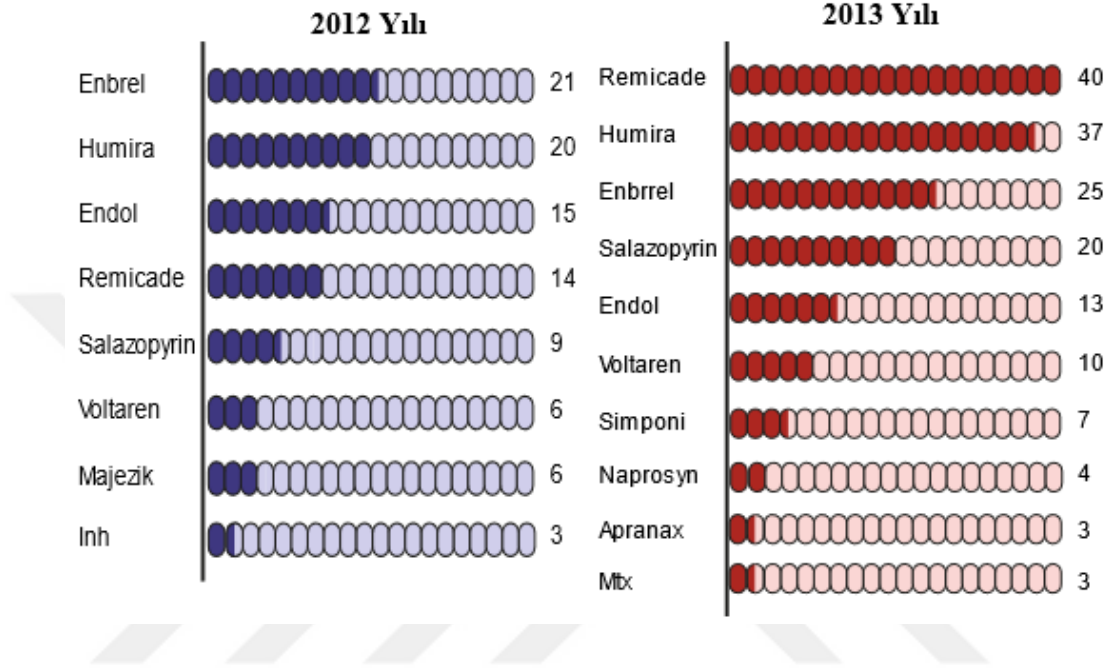 2012 Yılı
Enbrel 21
Humira 20
Endol 15
Remicade 14
Salazopyrin 9
Voltaren 6
Majezik 6
Inh 3
2013 Yılı
Remicade 40
Humira 37
Enbrrel 25
Salazopyrin 20
Endol 13
Voltaren 10
Simponi 7
Naprosyn 4
Apranax 3
Mtx 3